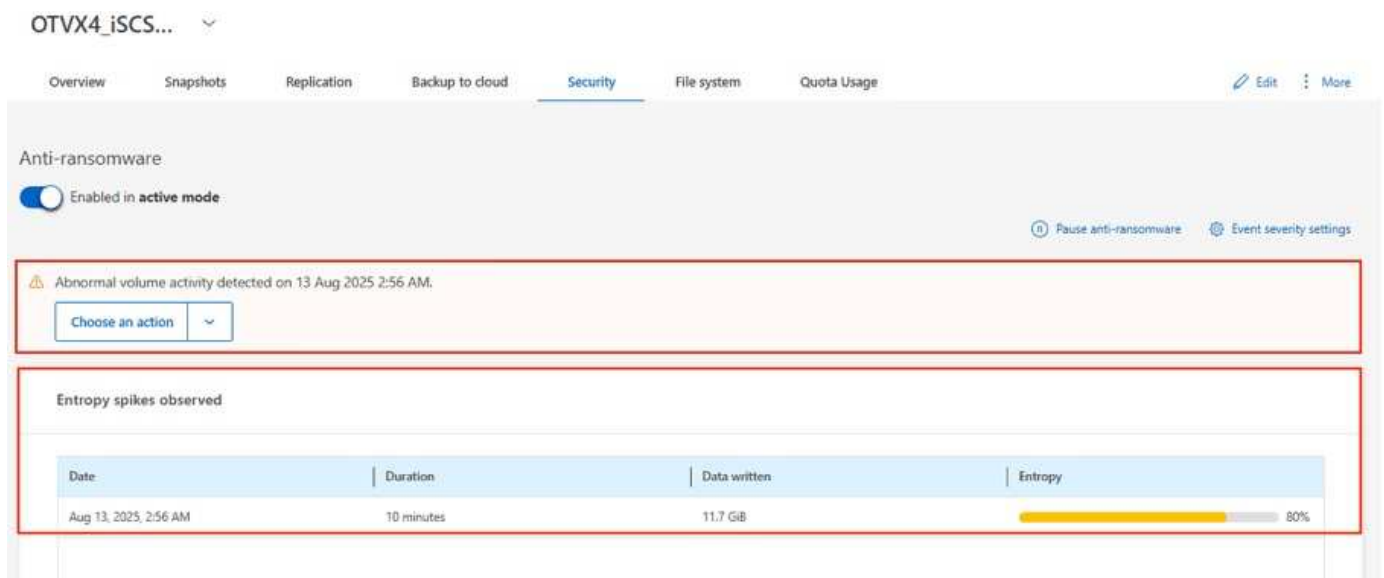 OTVX4_iSCS...
Overview Snapshots Replication Backup to cloud Security File system Quota Usage Edit More
Anti-ransomware
Enabled in active mode
Pause anti-ransomware Event severity settings
Abnormal volume activity detected on 13 Aug 2025 2:56 AM.
Choose an action
Entropy spikes observed
Date Duration Data written Entropy
Aug 13, 2025, 2:56 AM 10 minutes 11.7 GiB 80%